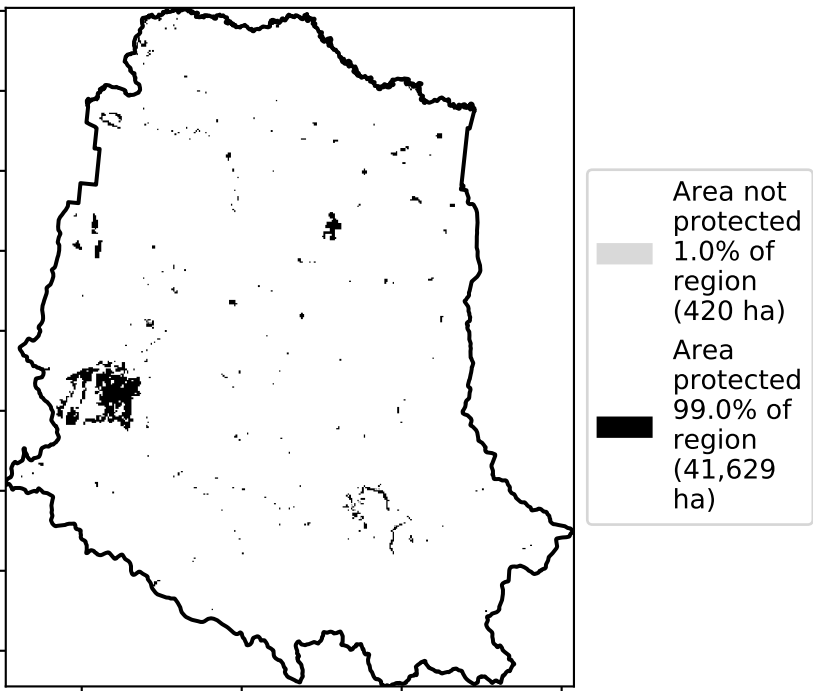 Area not
protected
1.0% of
region
(420 ha)
Area
protected
99.0% of
region
(41,629
ha)